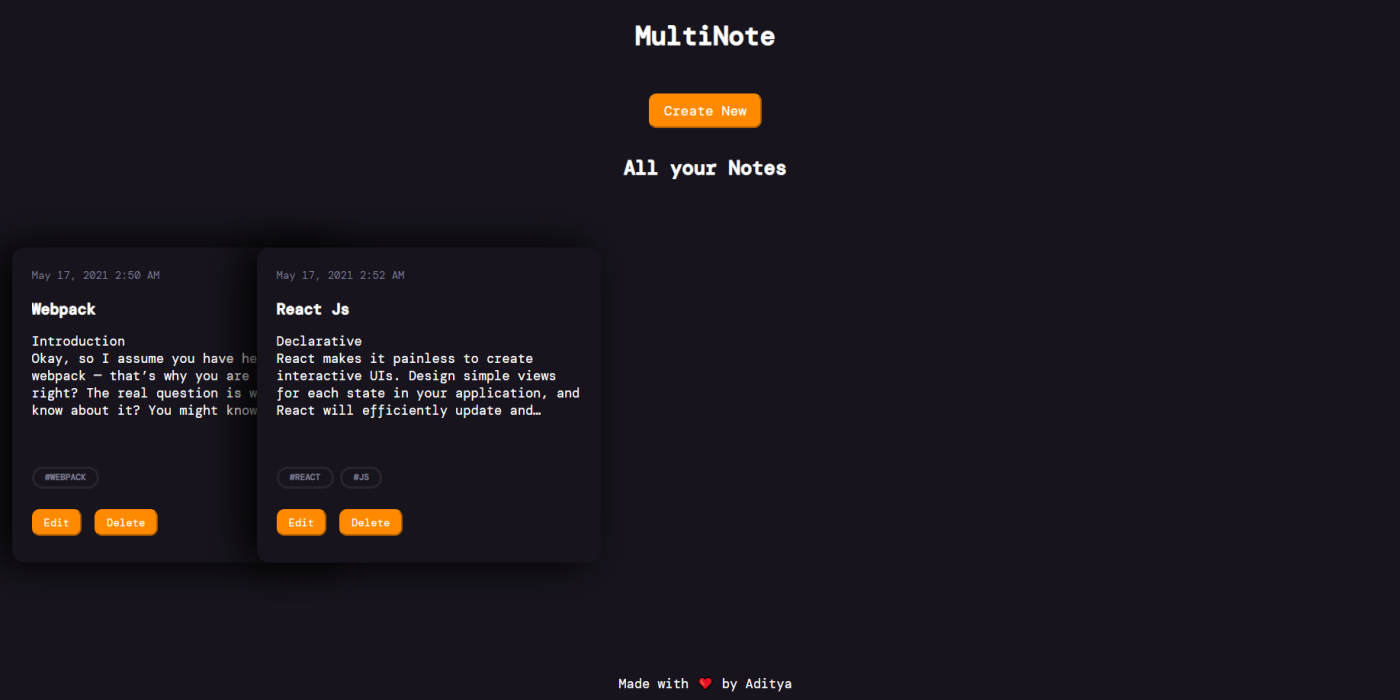 MultiNote
Create New
All your Notes
May 17, 2021 2:50 AM
Webpack
Introduction
Okay, so I assume you have he
webpack — that’s why you are
right? The real question is w
know about it? You might know
#WEBPACK
Edit
Delete
May 17, 2021 2:52 AM
React Js
Declarative
React makes it painless to create
interactive UIs. Design simple views
for each state in your application, and
React will efficiently update and…
#REACT
#JS
Edit
Delete
Made with ❤️ by Aditya